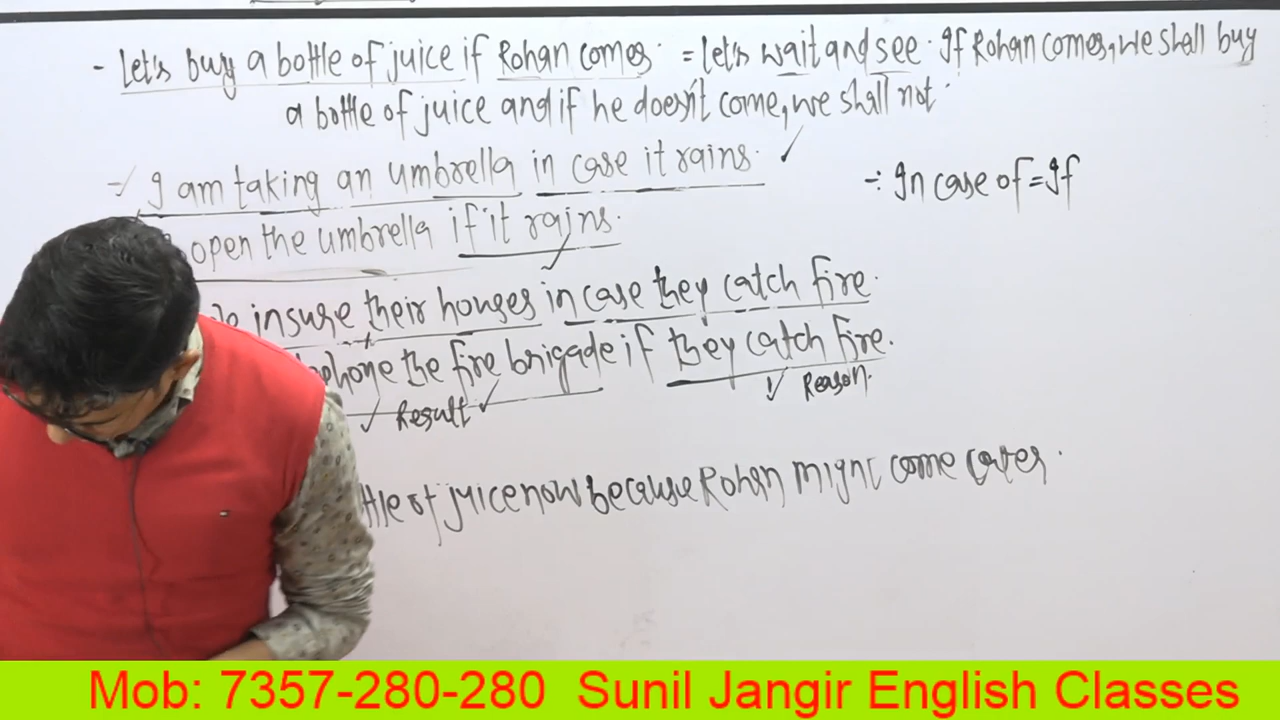 - Let's buy a bottle of juice if Rohan comes. = Let's wait and see. If Rohan comes, we shall buy
a bottle of juice and if he doesn't come, we shall not.
I am taking an umbrella in case it rains. ✓
÷ In case of = If
open the umbrella if it rains.
insure their houses in case they catch fire.
the fire brigade if they catch fire.
✓ Result ✓ ✓ Reason.
of juice now because Rohan might come
Mob: 7357-280-280 Sunil Jangir English Classes